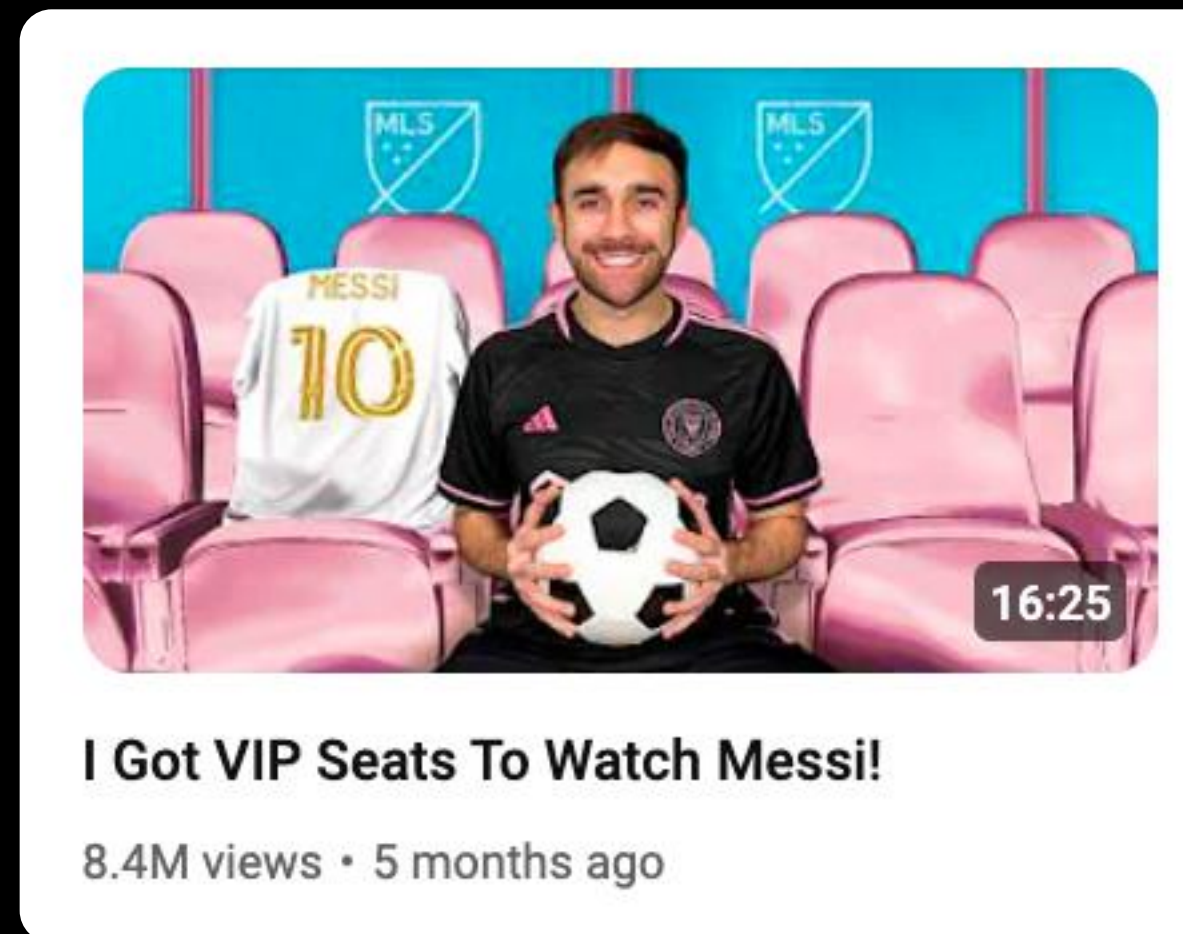 MLS
MLS
MESSI
10
16:25
I Got VIP Seats To Watch Messi!
8.4M views • 5 months ago